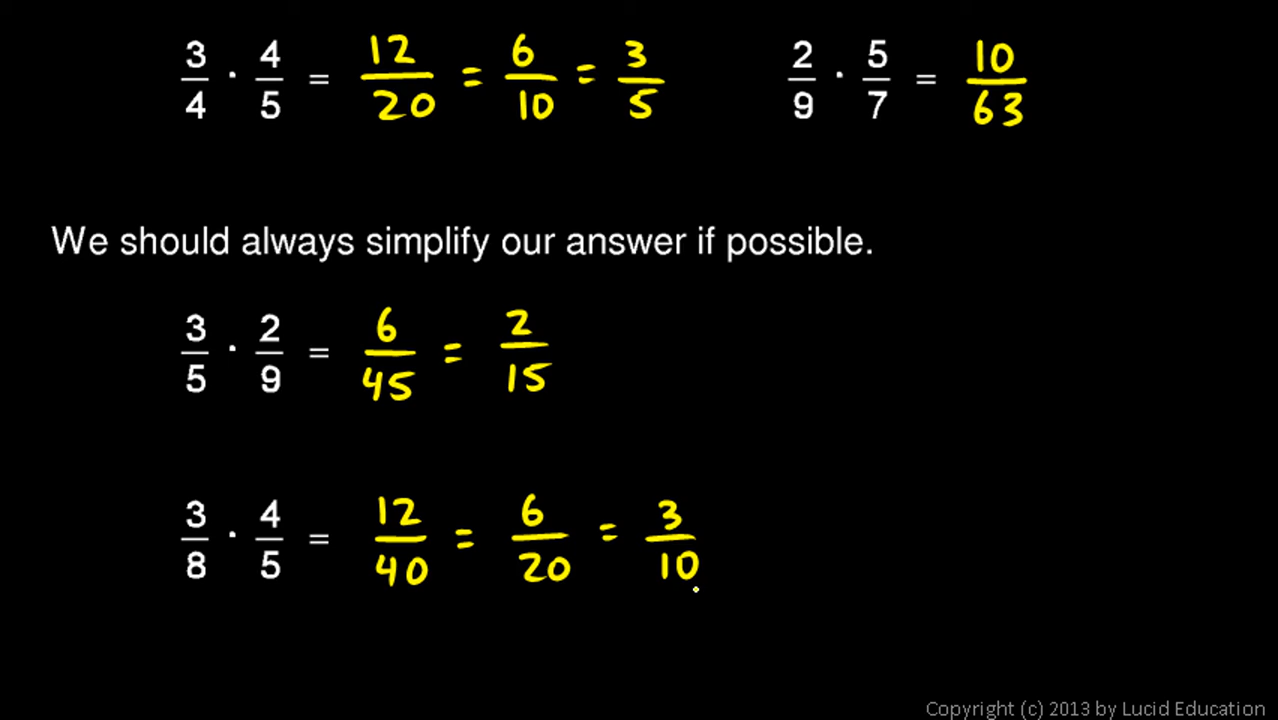 3/4 · 4/5 = 12/20 = 6/10 = 3/5
2/9 · 5/7 = 10/63
We should always simplify our answer if possible.
3/5 · 2/9 = 6/45 = 2/15
3/8 · 4/5 = 12/40 = 6/20 = 3/10
Copyright (c) 2013 by Lucid Education